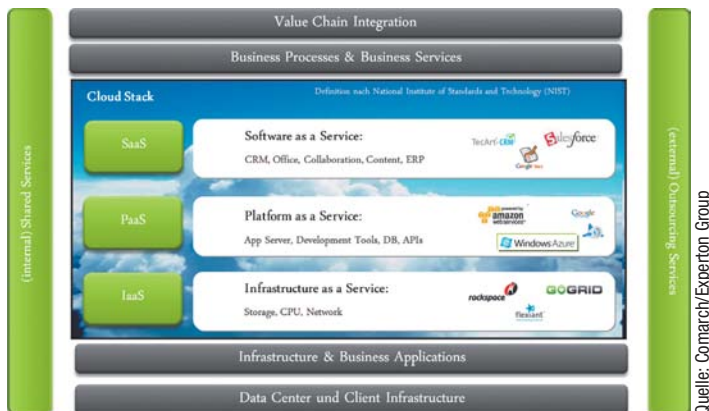 Value Chain Integration
Business Processes & Business Services
(internal) Shared Services
Cloud Stack
Definition nach National Institute of Standards and Technology (NIST)
SaaS
Software as a Service:
CRM, Office, Collaboration, Content, ERP
TecArt-CRM
Salesforce
Google
PaaS
Platform as a Service:
App Server, Development Tools, DB, APIs
powered by
amazon
webservices
Google
Windows Azure
IaaS
Infrastructure as a Service:
Storage, CPU, Network
rackspace
GOGRID
flexiant
Infrastructure & Business Applications
Data Center und Client Infrastructure
(external) Outsourcing Services
Quelle: Comarch/Experton Group